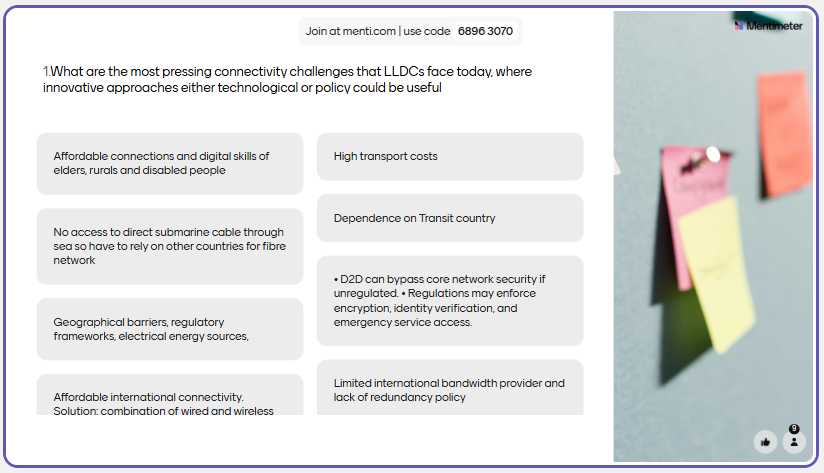 Join at menti.com | use code 6896 3070
Mentimeter
1.What are the most pressing connectivity challenges that LLDCs face today, where
innovative approaches either technological or policy could be useful
Affordable connections and digital skills of
elders, rurals and disabled people
No access to direct submarine cable through
sea so have to rely on other countries for fibre
network
Geographical barriers, regulatory
frameworks, electrical energy sources,
Affordable international connectivity.
Solution: combination of wired and wireless
High transport costs
Dependence on Transit country
• D2D can bypass core network security if
unregulated. • Regulations may enforce
encryption, identity verification, and
emergency service access.
Limited international bandwidth provider and
lack of redundancy policy
9